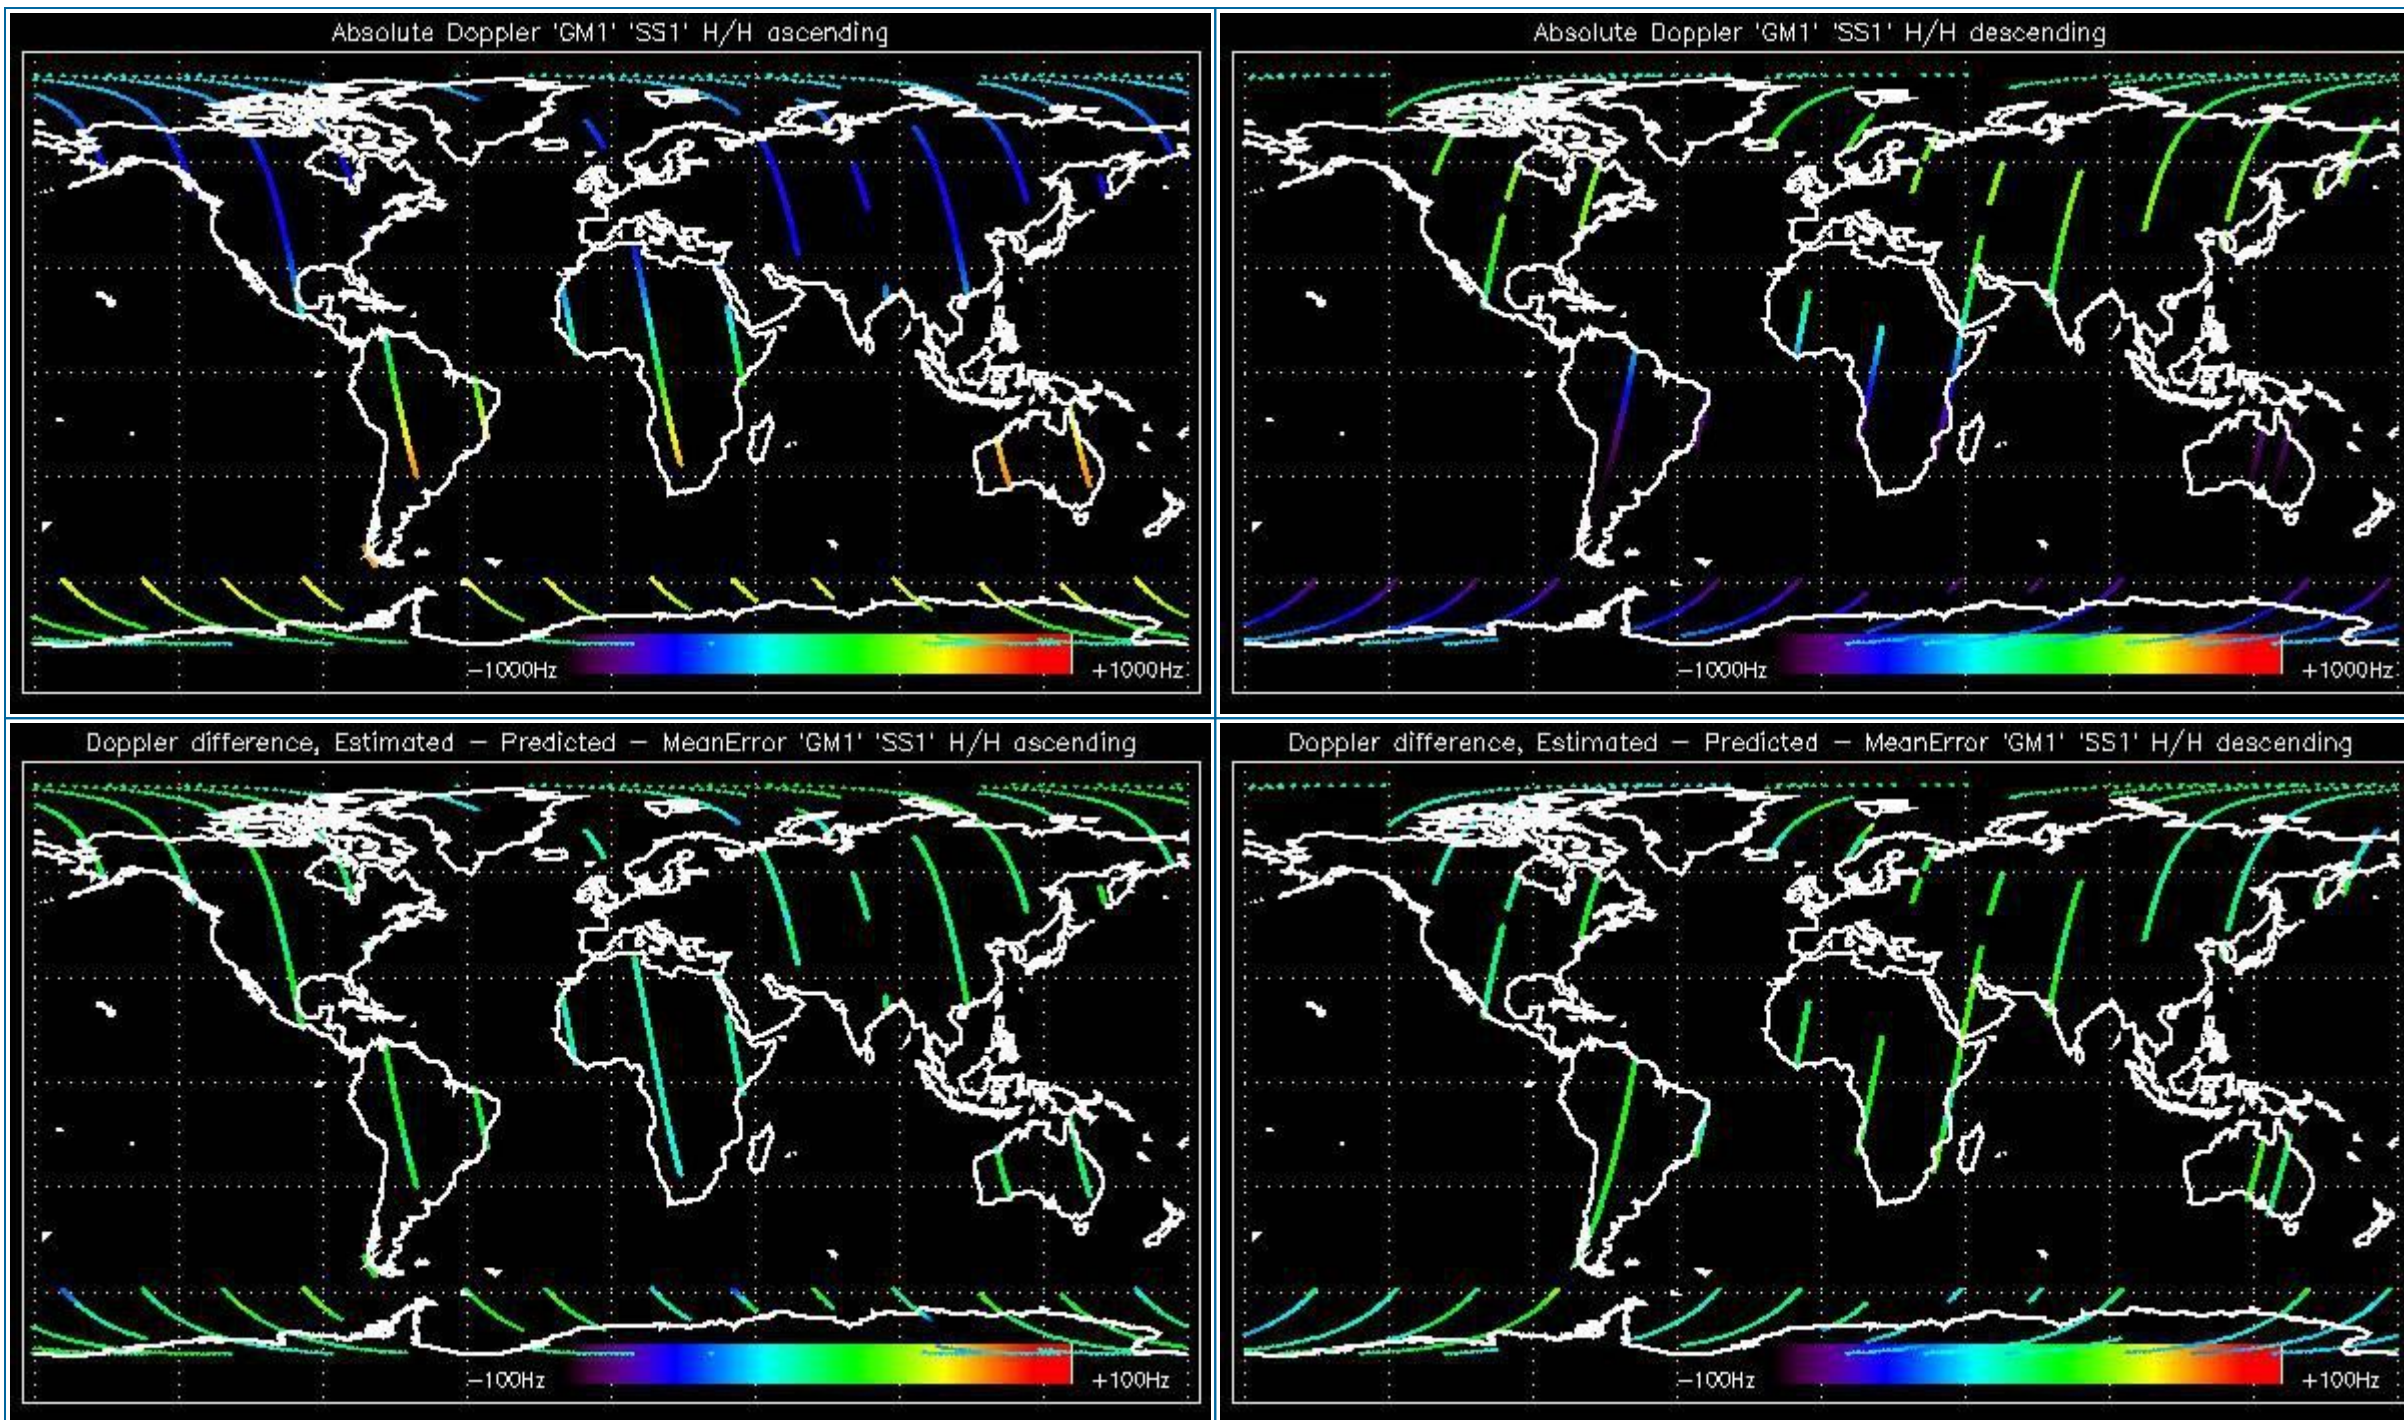 Absolute Doppler 'GM1' 'SS1' H/H ascending
−1000Hz
+1000Hz
Absolute Doppler 'GM1' 'SS1' H/H descending
−1000Hz
+1000Hz
Doppler difference, Estimated − Predicted − MeanError 'GM1' 'SS1' H/H ascending
−100Hz
+100Hz
Doppler difference, Estimated − Predicted − MeanError 'GM1' 'SS1' H/H descending
−100Hz
+100Hz